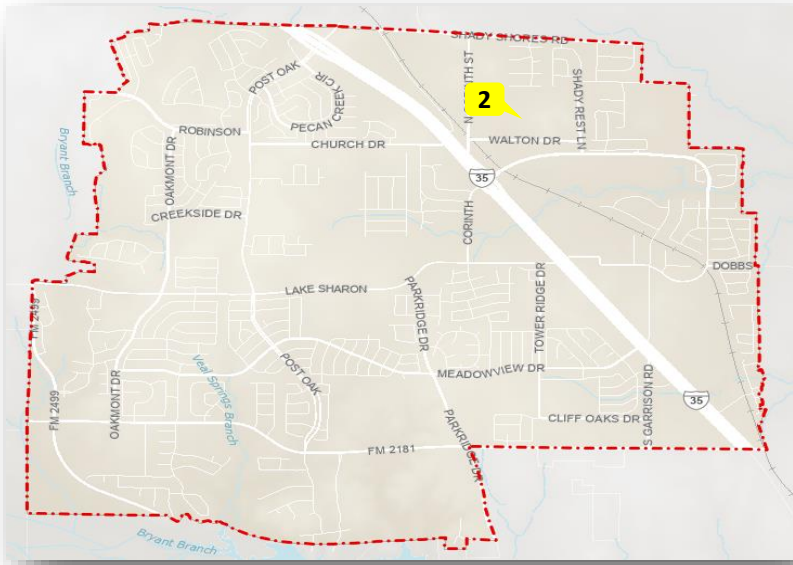 SHADY SHORES RD
POST OAK
PECAN CREEK CIR
2
SHADY REST LN
ROBINSON
CHURCH DR
WALTON DR
Bryant Branch
OAKMONT DR
35
CREEKSIDE DR
CORINTH
DOBBS
LAKE SHARON
PARKRIDGE DR
TOWER RIDGE DR
FM 2499
POST OAK
Veal Springs Branch
MEADOWVIEW DR
OAKMONT DR
FM 2499
35
S GARRISON RD
CLIFF OAKS DR
PARKRIDGE DR
FM 2181
Bryant Branch